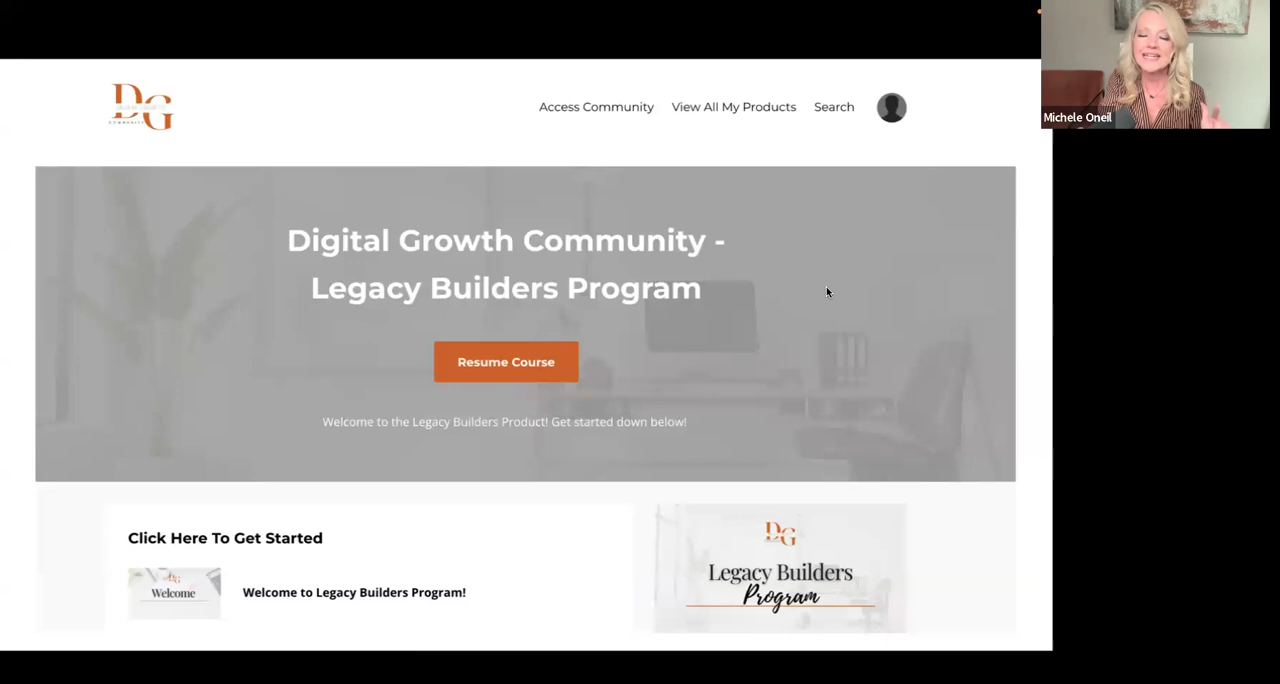 DG
COMMUNITY
Access Community
View All My Products
Search
Michele Oneil
Digital Growth Community -
Legacy Builders Program
Resume Course
Welcome to the Legacy Builders Product! Get started down below!
Click Here To Get Started
DG
Welcome
Welcome to Legacy Builders Program!
DG
Legacy Builders
Program